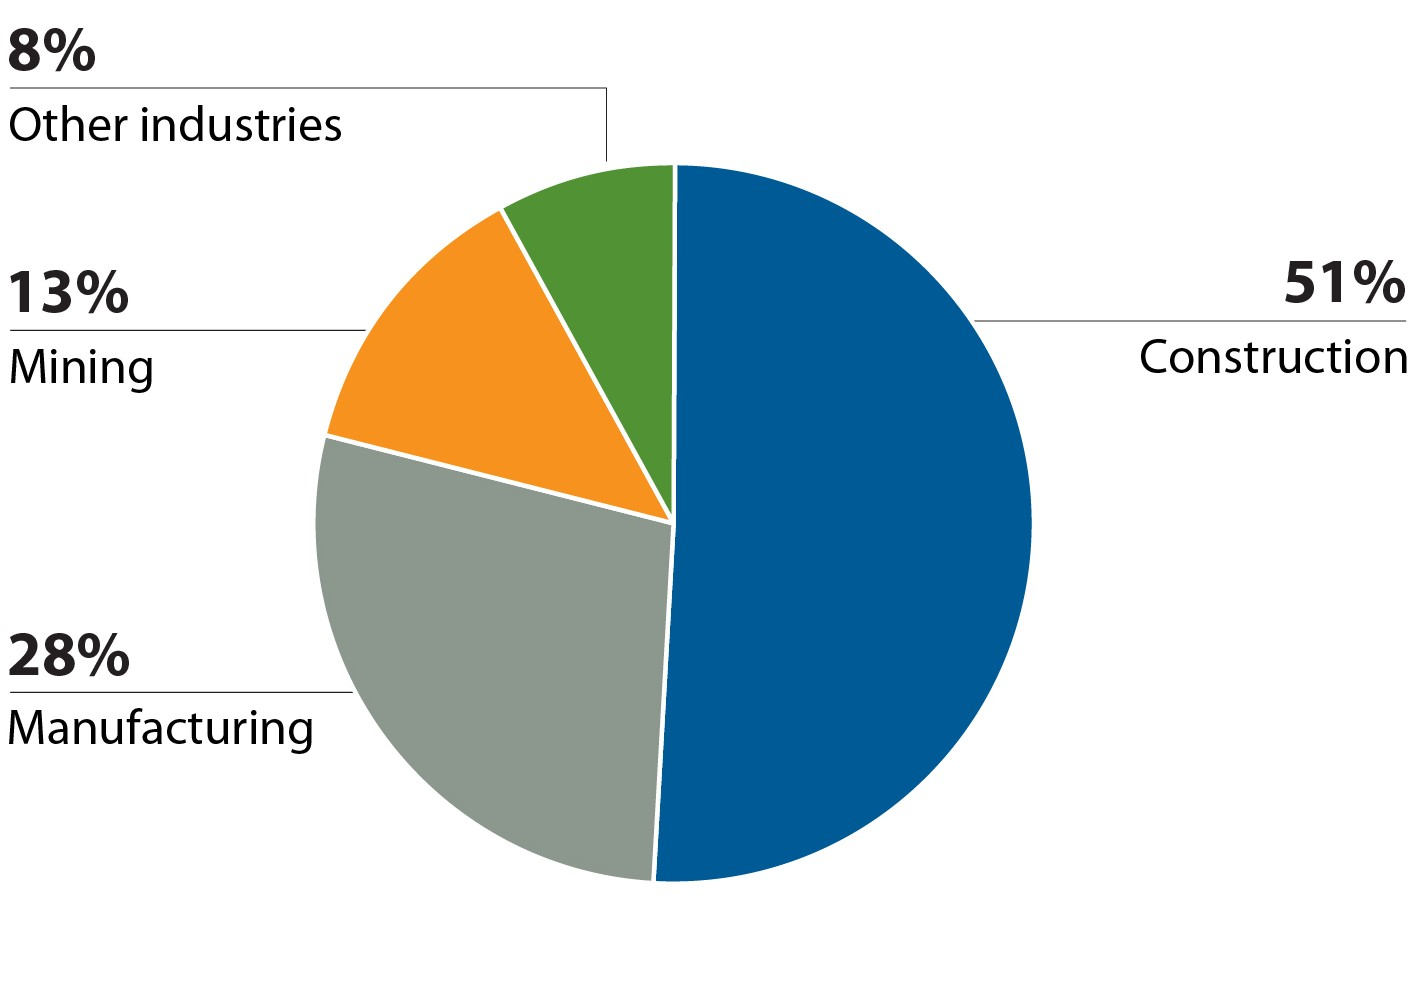 8%
Other industries
13%
Mining
51%
Construction
28%
Manufacturing